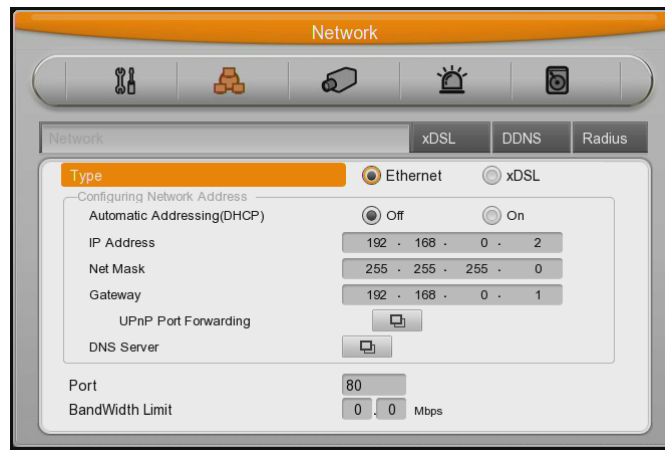 Network
Network xDSL DDNS Radius
Type Ethernet xDSL
Configuring Network Address
Automatic Addressing(DHCP) Off On
IP Address 192 . 168 . 0 . 2
Net Mask 255 . 255 . 255 . 0
Gateway 192 . 168 . 0 . 1
UPnP Port Forwarding
DNS Server
Port 80
BandWidth Limit 0 . 0 Mbps